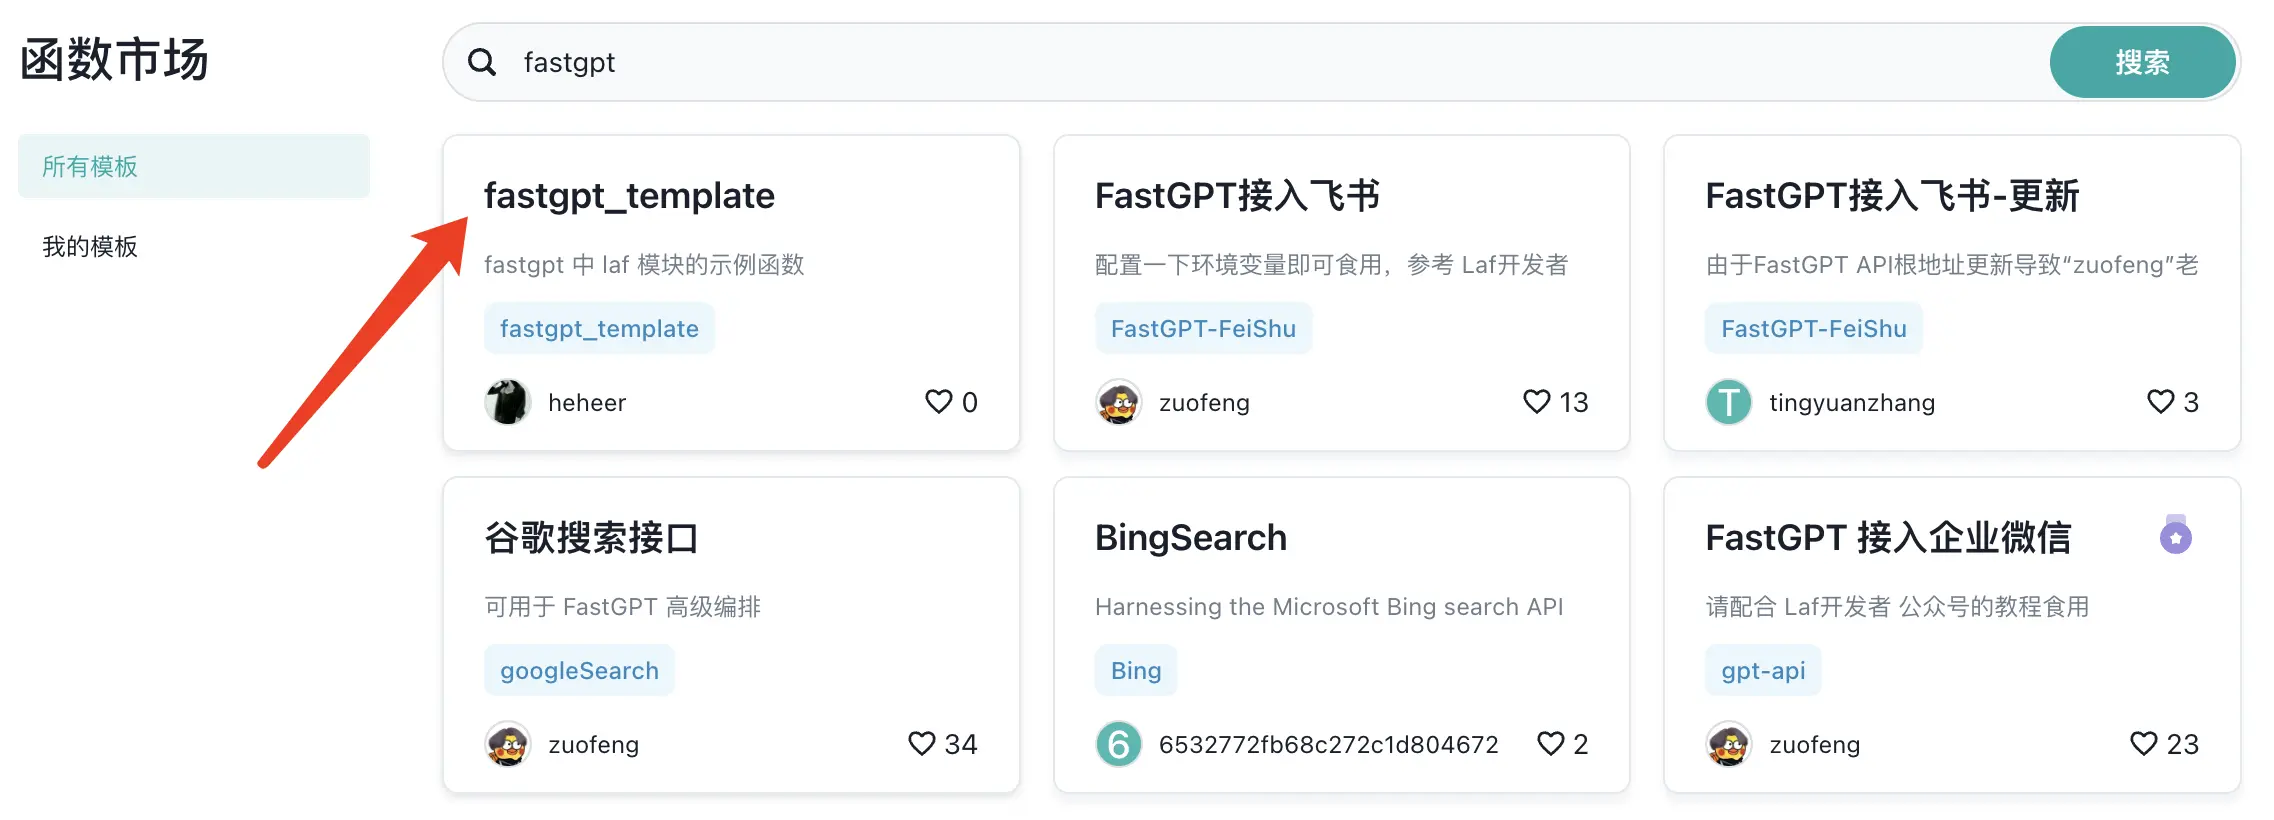 函数市场
fastgpt
搜索
所有模板
我的模板
fastgpt_template
fastgpt 中 laf 模块的示例函数
fastgpt_template
heheer
0
FastGPT接入飞书
配置一下环境变量即可食用，参考 Laf开发者
FastGPT-FeiShu
zuofeng
13
FastGPT接入飞书-更新
由于FastGPT API根地址更新导致“zuofeng”老
FastGPT-FeiShu
T
tingyuanzhang
3
谷歌搜索接口
可用于 FastGPT 高级编排
googleSearch
zuofeng
34
BingSearch
Harnessing the Microsoft Bing search API
Bing
6
6532772fb68c272c1d804672
2
FastGPT 接入企业微信
请配合 Laf开发者 公众号的教程食用
gpt-api
zuofeng
23